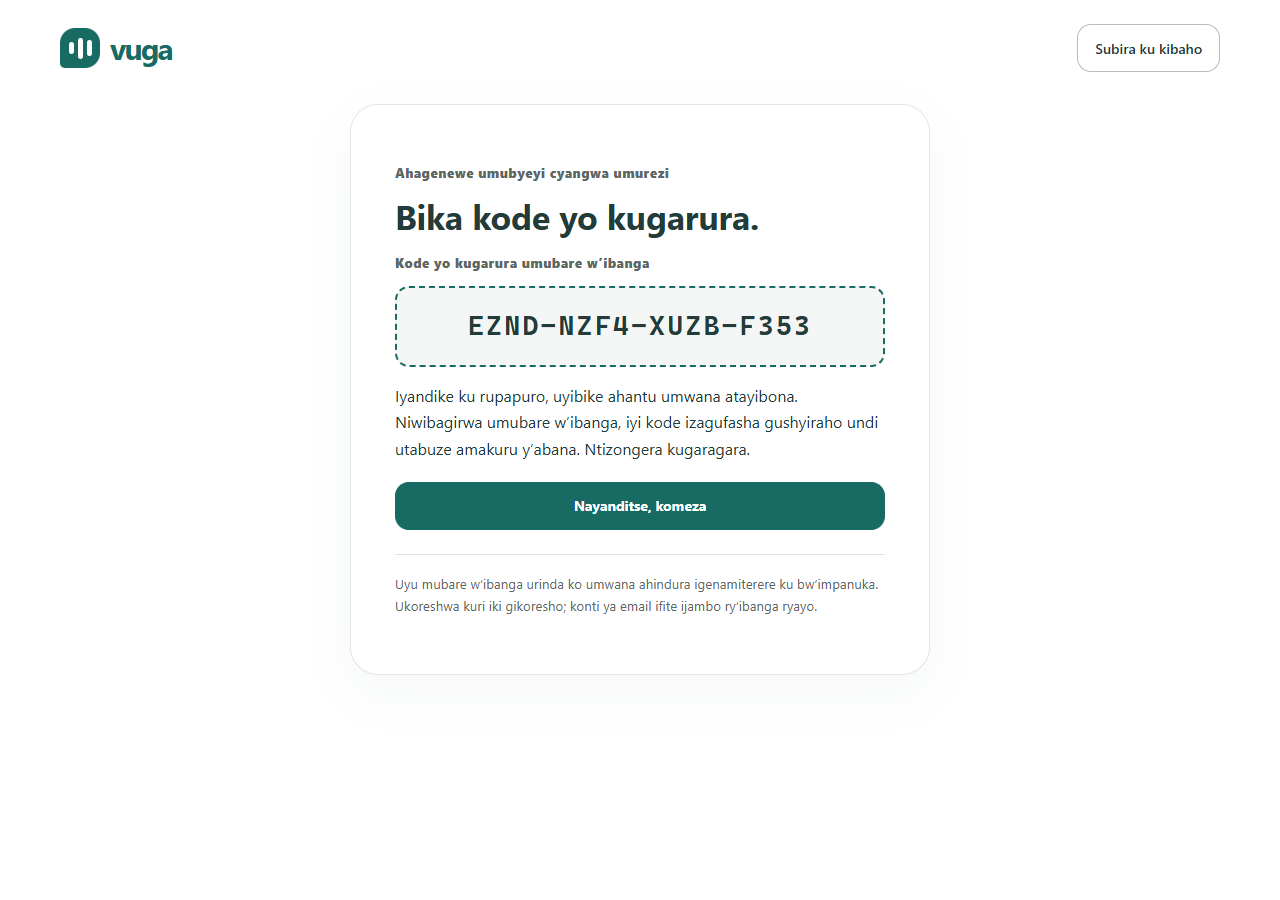 vuga
Subira ku kibaho
Ahagenewe umubyeyi cyangwa umurezi
Bika kode yo kugarura.
Kode yo kugarura umubare w’ibanga
EZND-NZF4-XUZB-F353
Iyandike ku rupapuro, uyibike ahantu umwana atayibona.
Niwibagirwa umubare w’ibanga, iyi kode izagufasha gushyiraho undi
utabuze amakuru y’abana. Ntizongera kugaragara.
Nayanditse, komeza
Uyu mubare w’ibanga urinda ko umwana ahindura igenamiterere ku bw’impanuka.
Ukoreshwa kuri iki gikoresho; konti ya email ifite ijambo ry’ibanga ryayo.